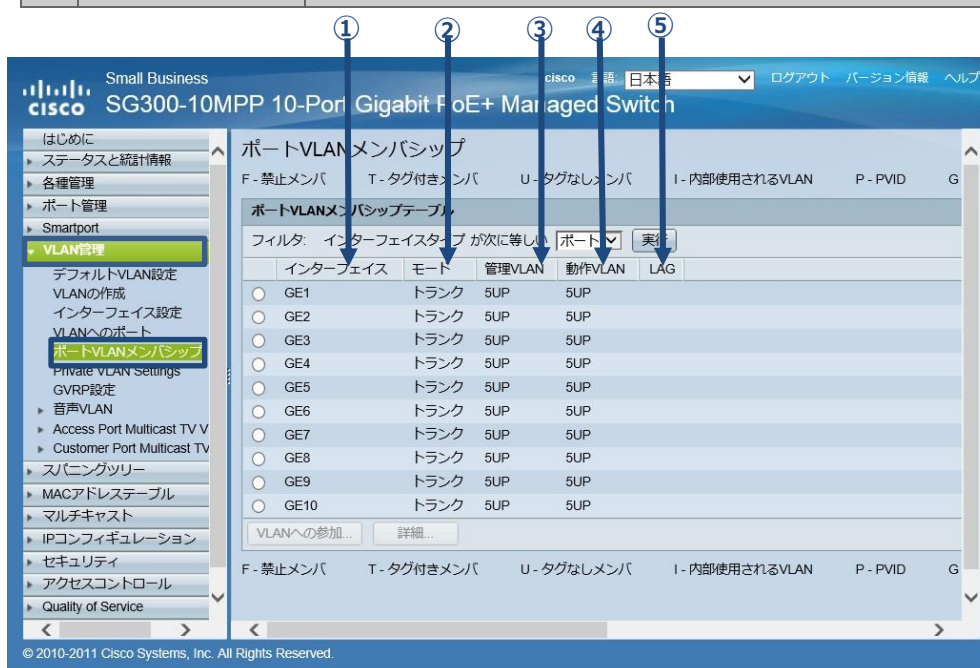 ① ② ③ ④ ⑤
Small Business
cisco SG300-10MPP 10-Port Gigabit PoE+ Managed Switch
cisco 言語 日本語 ログアウト バージョン情報 ヘルプ
はじめに
ステータスと統計情報
各種管理
ポート管理
Smartport
VLAN管理
デフォルトVLAN設定
VLANの作成
インターフェイス設定
VLANへのポート
ポートVLANメンバシップ
Private VLAN Settings
GVRP設定
音声VLAN
Access Port Multicast TV V
Customer Port Multicast TV
スパニングツリー
MACアドレステーブル
マルチキャスト
IPコンフィギュレーション
セキュリティ
アクセスコントロール
Quality of Service
ポートVLANメンバシップ
F - 禁止メンバ T - タグ付きメンバ U - タグなしメンバ I - 内部使用されるVLAN P - PVID G
ポートVLANメンバシップテーブル
フィルタ: インターフェイスタイプ が次に等しい ポート 実行
インターフェイス モード 管理VLAN 動作VLAN LAG
GE1 トランク 5UP 5UP
GE2 トランク 5UP 5UP
GE3 トランク 5UP 5UP
GE4 トランク 5UP 5UP
GE5 トランク 5UP 5UP
GE6 トランク 5UP 5UP
GE7 トランク 5UP 5UP
GE8 トランク 5UP 5UP
GE9 トランク 5UP 5UP
GE10 トランク 5UP 5UP
VLANへの参加... 詳細...
F - 禁止メンバ T - タグ付きメンバ U - タグなしメンバ I - 内部使用されるVLAN P - PVID G
© 2010-2011 Cisco Systems, Inc. All Rights Reserved.